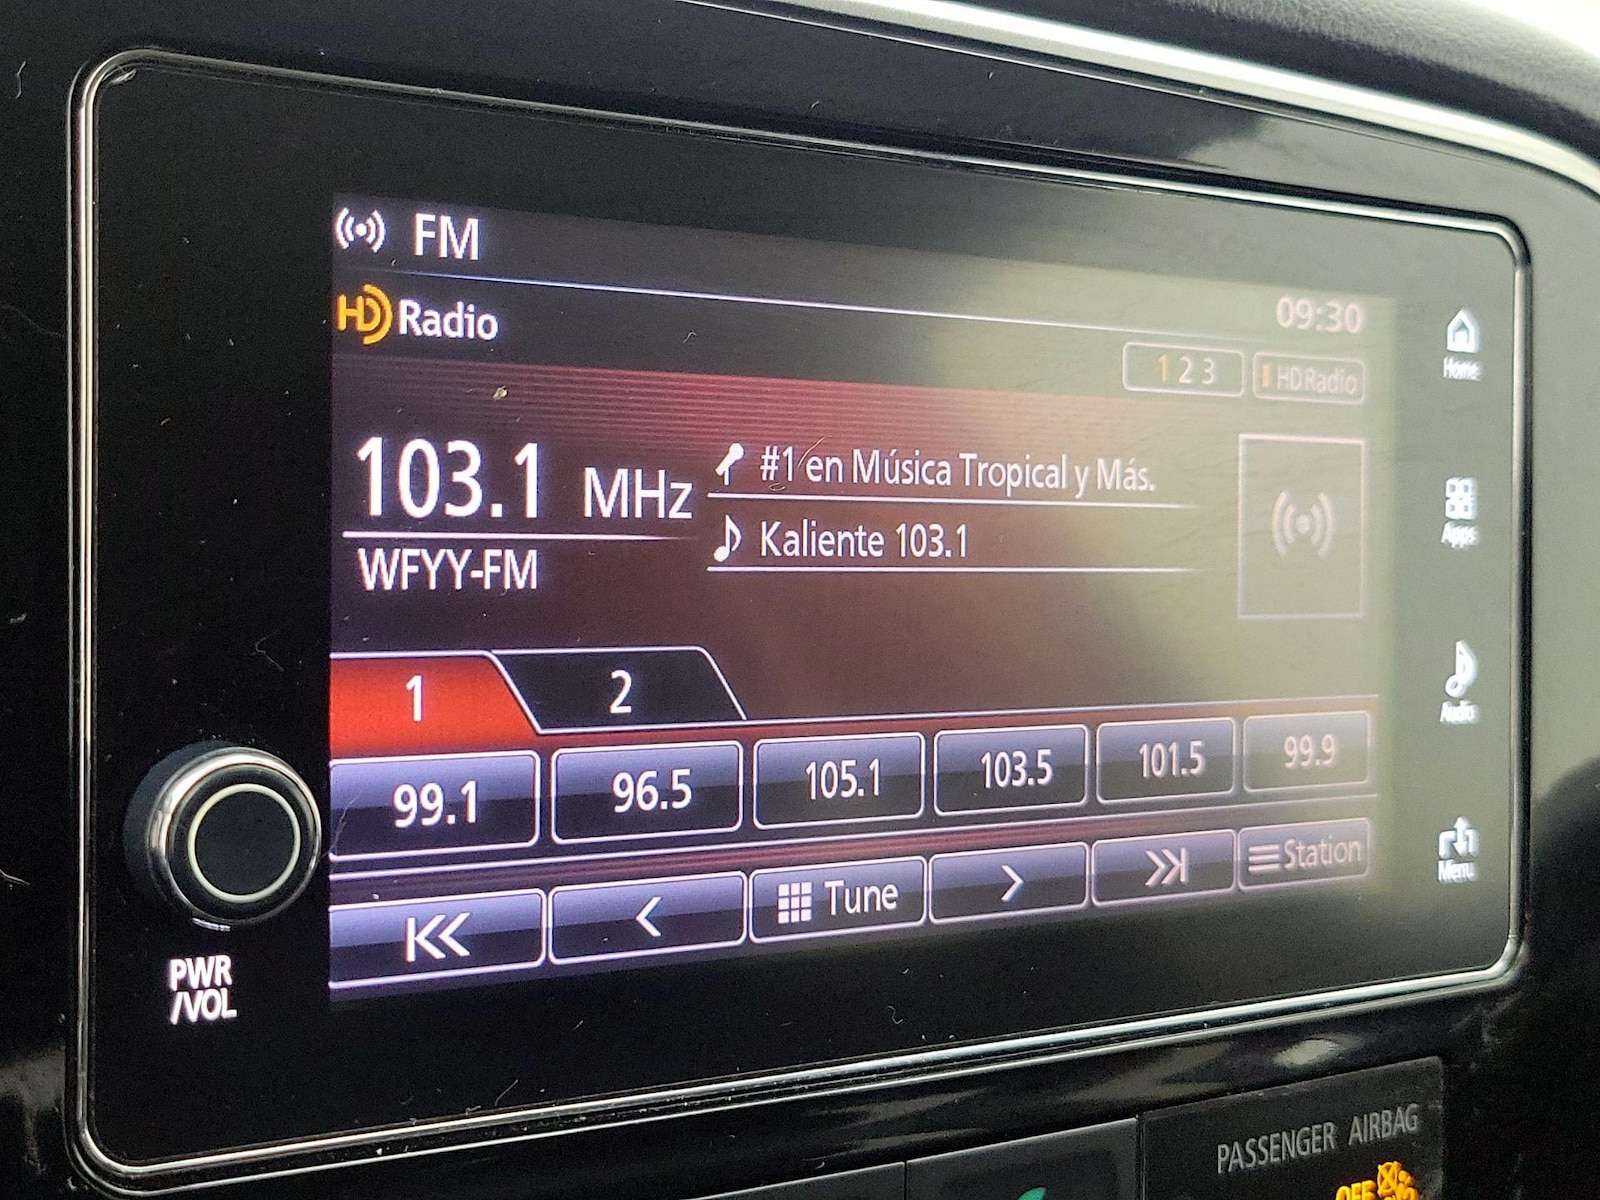 FM
09:30
HD Radio
1 2 3
HD Radio
Home
103.1 MHz
#1 en Música Tropical y Más.
Kaliente 103.1
WFYY-FM
Apps
1
2
Audio
99.1
96.5
105.1
103.5
101.5
99.9
Tune
Station
Menu
PWR
/VOL
PASSENGER AIRBAG
OFF